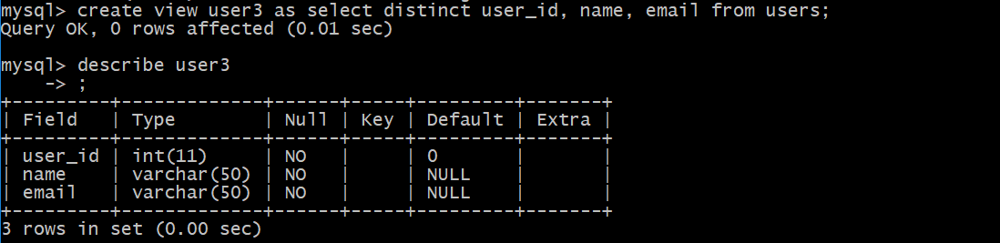 mysql> create view user3 as select distinct user_id, name, email from users;
Query OK, 0 rows affected (0.01 sec)
mysql> describe user3
    -> ;
+---------+-------------+------+-----+---------+-------+
| Field   | Type        | Null | Key | Default | Extra |
+---------+-------------+------+-----+---------+-------+
| user_id | int(11)     | NO   |     | 0       |       |
| name    | varchar(50) | NO   |     | NULL    |       |
| email   | varchar(50) | NO   |     | NULL    |       |
+---------+-------------+------+-----+---------+-------+
3 rows in set (0.00 sec)